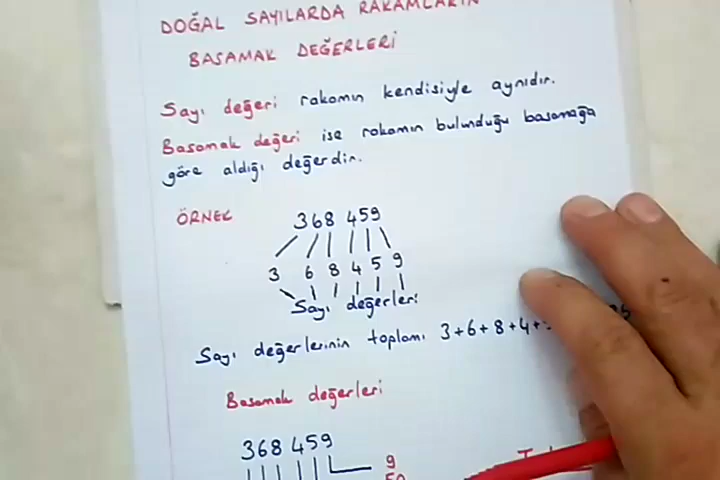 DOĞAL SAYILARDA RAKAMLARIN
BASAMAK DEĞERLERİ
Sayı değeri rakamın kendisiyle aynıdır.
Basamak değeri ise rakamın bulunduğu basamağa
göre aldığı değerdir.
ÖRNEK
368 459
3 6 8 4 5 9
Sayı değerleri
Sayı değerlerinin toplamı 3+6+8+4+
Basamak değerleri
368 459
9
50